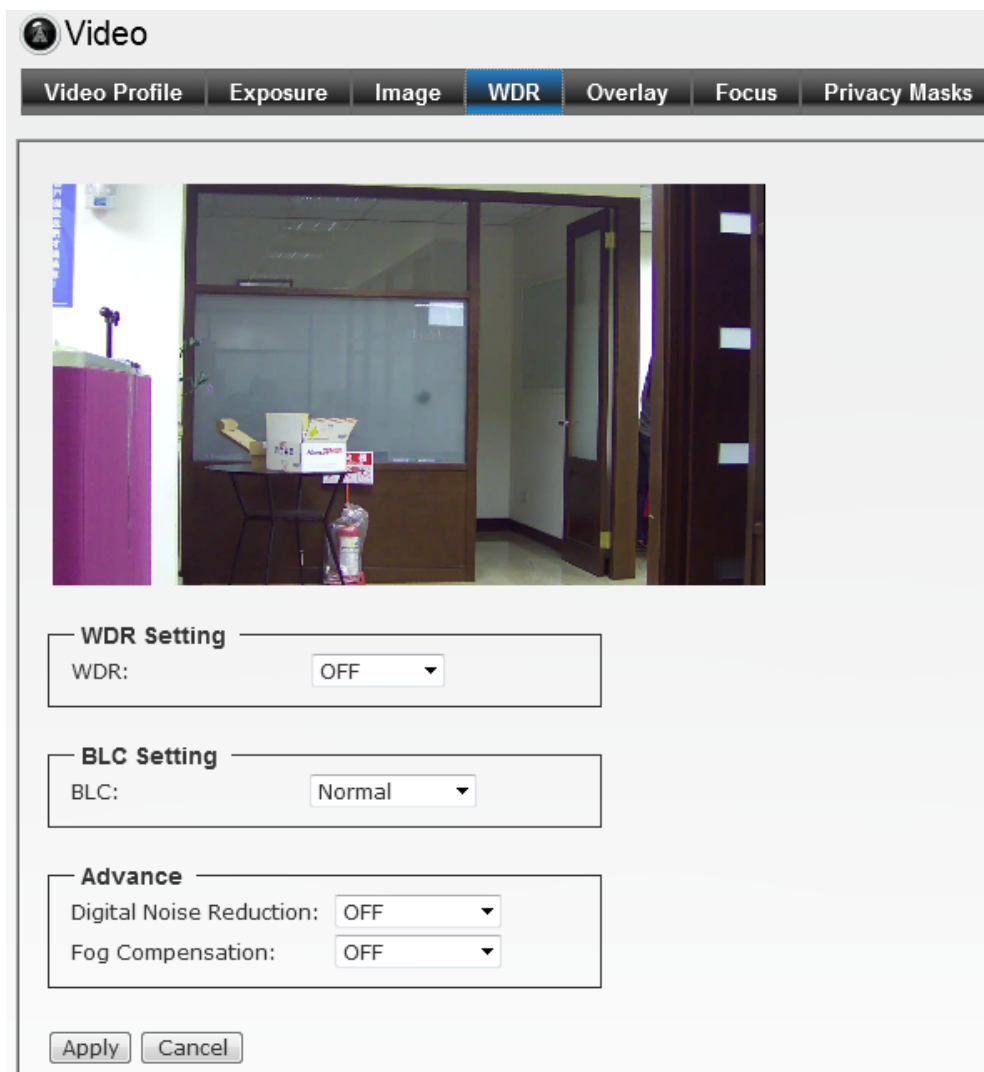 Video
Video Profile Exposure Image WDR Overlay Focus Privacy Masks
WDR Setting
WDR: OFF
BLC Setting
BLC: Normal
Advance
Digital Noise Reduction: OFF
Fog Compensation: OFF
Apply Cancel